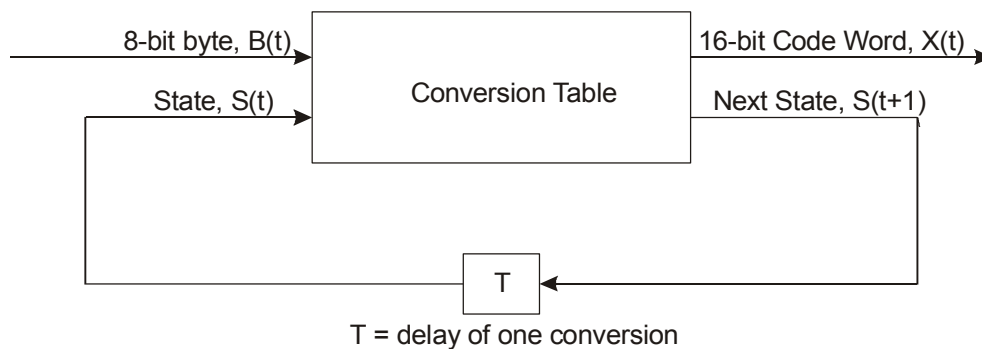 8-bit byte, B(t)
16-bit Code Word, X(t)
Conversion Table
State, S(t)
Next State, S(t+1)
T
T = delay of one conversion